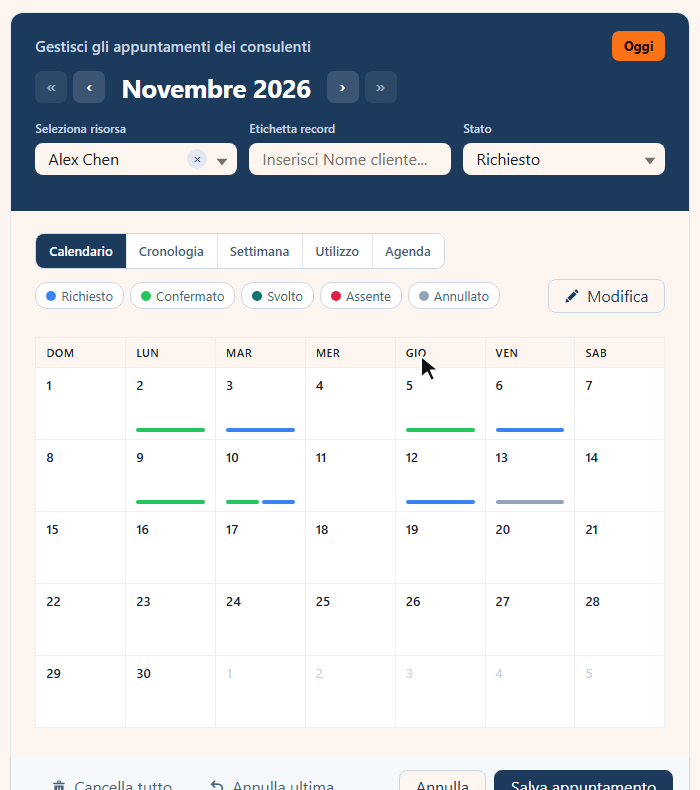 Gestisci gli appuntamenti dei consulenti
Oggi
« ‹ Novembre 2026 › »
Seleziona risorsa Etichetta record Stato
Alex Chen × Inserisci Nome cliente... Richiesto
Calendario Cronologia Settimana Utilizzo Agenda
Richiesto Confermato Svolto Assente Annullato Modifica
DOM LUN MAR MER GIO VEN SAB
1 2 3 4 5 6 7
8 9 10 11 12 13 14
15 16 17 18 19 20 21
22 23 24 25 26 27 28
29 30 1 2 3 4 5
Cancella tutto Annulla ultima Annulla Salva appuntamento